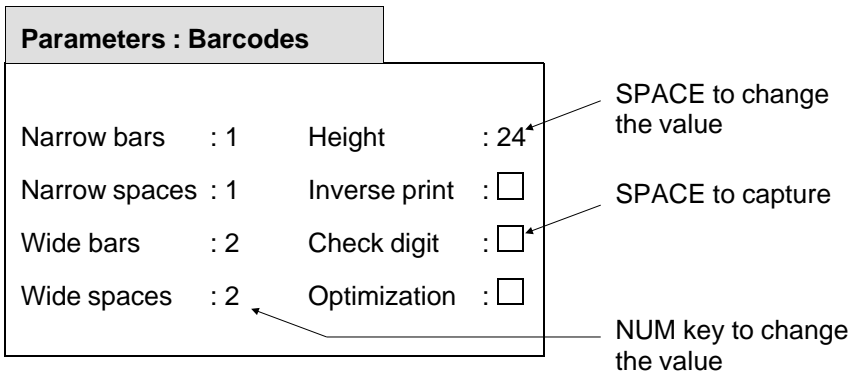 Parameters : Barcodes
Narrow bars : 1 Height : 24
Narrow spaces : 1 Inverse print :
Wide bars : 2 Check digit :
Wide spaces : 2 Optimization :
SPACE to change
the value
SPACE to capture
NUM key to change
the value